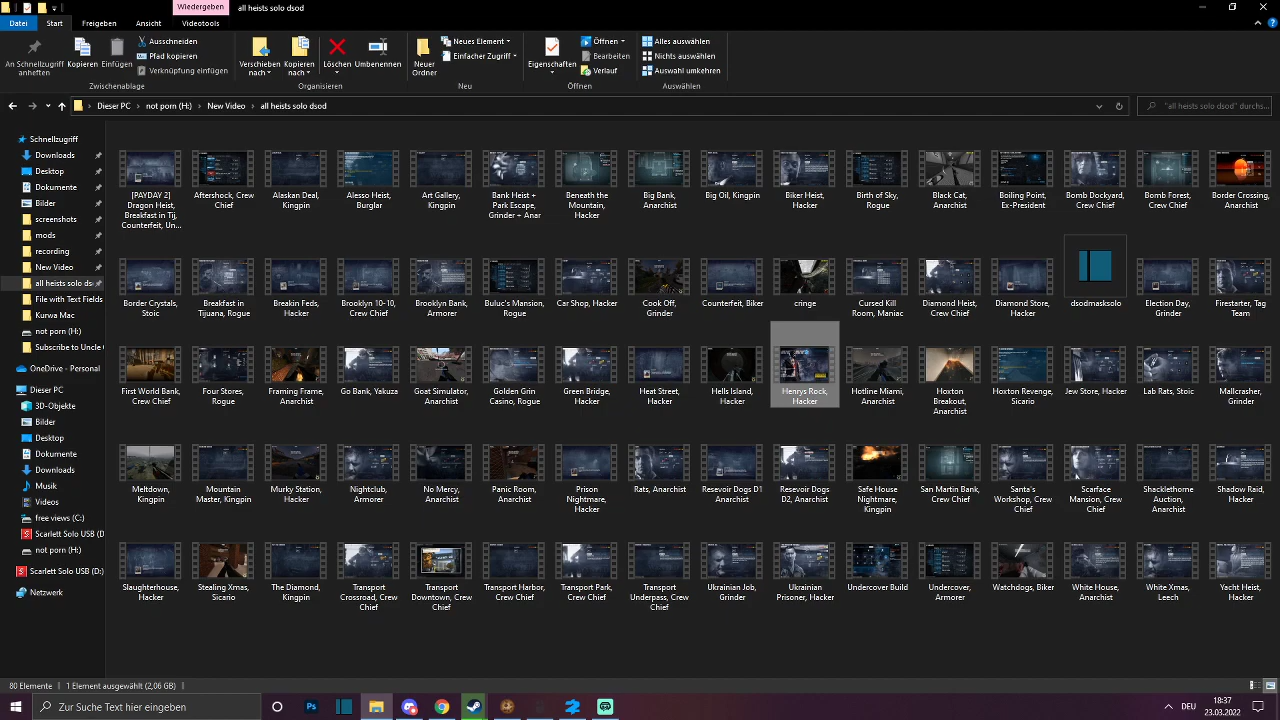 Wiedergeben
all heists solo dsod
Datei
Start
Freigeben
Ansicht
Videotools
An Schnellzugriff
anheften
Kopieren
Einfügen
Ausschneiden
Pfad kopieren
Verknüpfung einfügen
Zwischenablage
Verschieben
nach
Kopieren
nach
Löschen
Umbenennen
Organisieren
Neuer
Ordner
Neues Element
Einfacher Zugriff
Neu
Eigenschaften
Öffnen
Bearbeiten
Verlauf
Öffnen
Alles auswählen
Nichts auswählen
Auswahl umkehren
Auswählen
Dieser PC
not porn (H:)
New Video
all heists solo dsod
"all heists solo dsod" durchs...
Schnellzugriff
Downloads
Desktop
Dokumente
Bilder
screenshots
mods
recording
New Video
all heists solo ds
File with Text Fields
Kurwa Mac
not porn (H:)
Subscribe to Uncle
OneDrive - Personal
Dieser PC
3D-Objekte
Bilder
Desktop
Dokumente
Downloads
Musik
Videos
free views (C:)
Scarlett Solo USB (D
not porn (H:)
Scarlett Solo USB (D:)
Netzwerk
[PAYDAY 2]
Dragon Heist,
Breakfast in Tij,
Counterfeit, Un...
Aftershock, Crew
Chief
Alaskan Deal,
Kingpin
Alesso Heist,
Burglar
Art Gallery,
Kingpin
Bank Heist +
Park Escape,
Grinder + Anar
Beneath the
Mountain,
Hacker
Big Bank,
Anarchist
Big Oil, Kingpin
Biker Heist,
Hacker
Birth of Sky,
Rogue
Black Cat,
Anarchist
Boiling Point,
Ex-President
Bomb Dockyard,
Crew Chief
Bomb Forest,
Crew Chief
Border Crossing,
Anarchist
Border Crystals,
Stoic
Breakfast in
Tijuana, Rogue
Breakin Feds,
Hacker
Brooklyn 10-10,
Crew Chief
Brooklyn Bank,
Armorer
Buluc's Mansion,
Rogue
Car Shop, Hacker
Cook Off,
Grinder
Counterfeit, Biker
cringe
Cursed Kill
Room, Maniac
Diamond Heist,
Crew Chief
Diamond Store,
Hacker
dsodmasksolo
Election Day,
Grinder
Firestarter, Tag
Team
First World Bank,
Crew Chief
Four Stores,
Rogue
Framing Frame,
Anarchist
Go Bank, Yakuza
Goat Simulator,
Anarchist
Golden Grin
Casino, Rogue
Green Bridge,
Hacker
Heat Street,
Hacker
Hells Island,
Hacker
Henrys Rock,
Hacker
Hotline Miami,
Anarchist
Hoxton
Breakout,
Anarchist
Hoxton Revenge,
Sicario
Jew Store, Hacker
Lab Rats, Stoic
Mallcrasher,
Grinder
Meltdown,
Kingpin
Mountain
Master, Kingpin
Murky Station,
Hacker
Nightclub,
Armorer
No Mercy,
Anarchist
Panic Room,
Anarchist
Prison
Nightmare,
Hacker
Rats, Anarchist
Resevoir Dogs D1
Anarchist
Resevoir Dogs
D2, Anarchist
Safe House
Nightmare,
Kingpin
San Martin Bank,
Crew Chief
Santa's
Workshop, Crew
Chief
Scarface
Mansion, Crew
Chief
Shacklethorne
Auction,
Anarchist
Shadow Raid,
Hacker
Slaughterhouse,
Hacker
Stealing Xmas,
Sicario
The Diamond,
Kingpin
Transport
Crossroad, Crew
Chief
Transport
Downtown, Crew
Chief
Transport Harbor,
Crew Chief
Transport Park,
Crew Chief
Transport
Underpass, Crew
Chief
Ukrainian Job,
Grinder
Ukrainian
Prisoner, Hacker
Undercover Build
Undercover,
Armorer
Watchdogs, Biker
White House,
Anarchist
White Xmas,
Leech
Yacht Heist,
Hacker
80 Elemente
1 Element ausgewählt (2,06 GB)
Zur Suche Text hier eingeben
Ps
DEU
18:37
23.03.2022